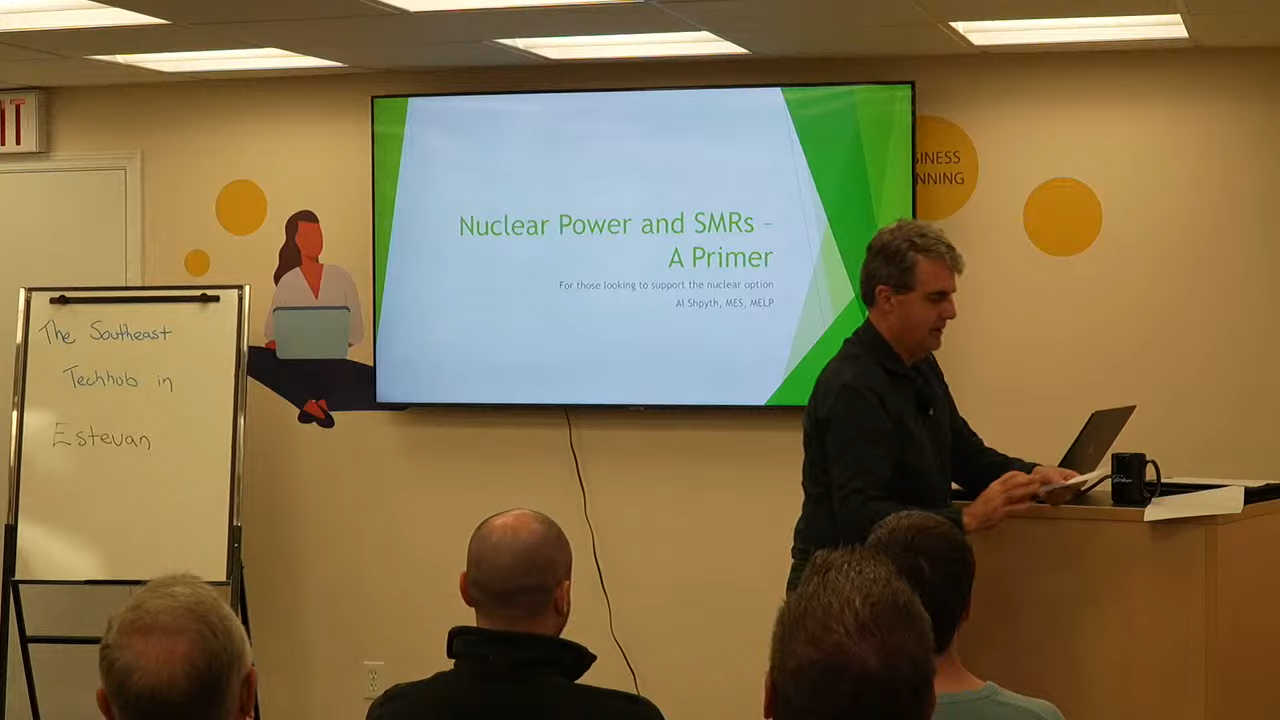 The Southeast
Techhub in
Estevan
Nuclear Power and SMRs –
A Primer
For those looking to support the nuclear option
Al Shpyth, MES, MELP
SINESS
NNING
IT